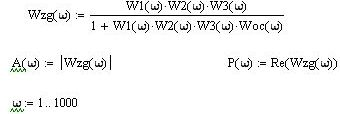 Wzg(ω) := W1(ω)·W2(ω)·W3(ω) / 1 + W1(ω)·W2(ω)·W3(ω)·Woc(ω)
A(ω) := |Wzg(ω)| P(ω) := Re(Wzg(ω))
ω := 1 .. 1000